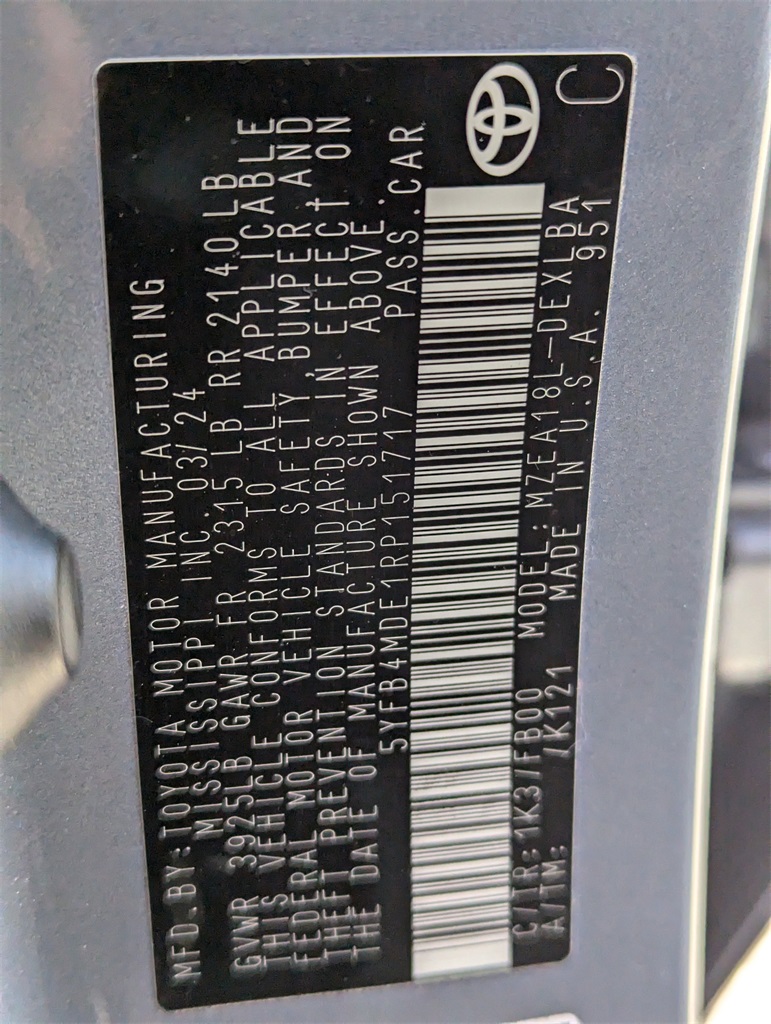 MFD.BY:TOYOTA MOTOR MANUFACTURING
MISSISSIPPI INC. 03/24
GVWR 3925LB GAWR FR 2315LB RR 2140LB
THIS VEHICLE CONFORMS TO ALL APPLICABLE
FEDERAL MOTOR VEHICLE SAFETY, BUMPER, AND
THEFT PREVENTION STANDARDS IN EFFECT ON
THE DATE OF MANUFACTURE SHOWN ABOVE.
5YFB4MDE1RP151717 PASS.CAR
C/TR:1K3/FB00 MODEL:MZEA18L-DEXLBA
A/TM: /K121 MADE IN U.S.A. 951
C